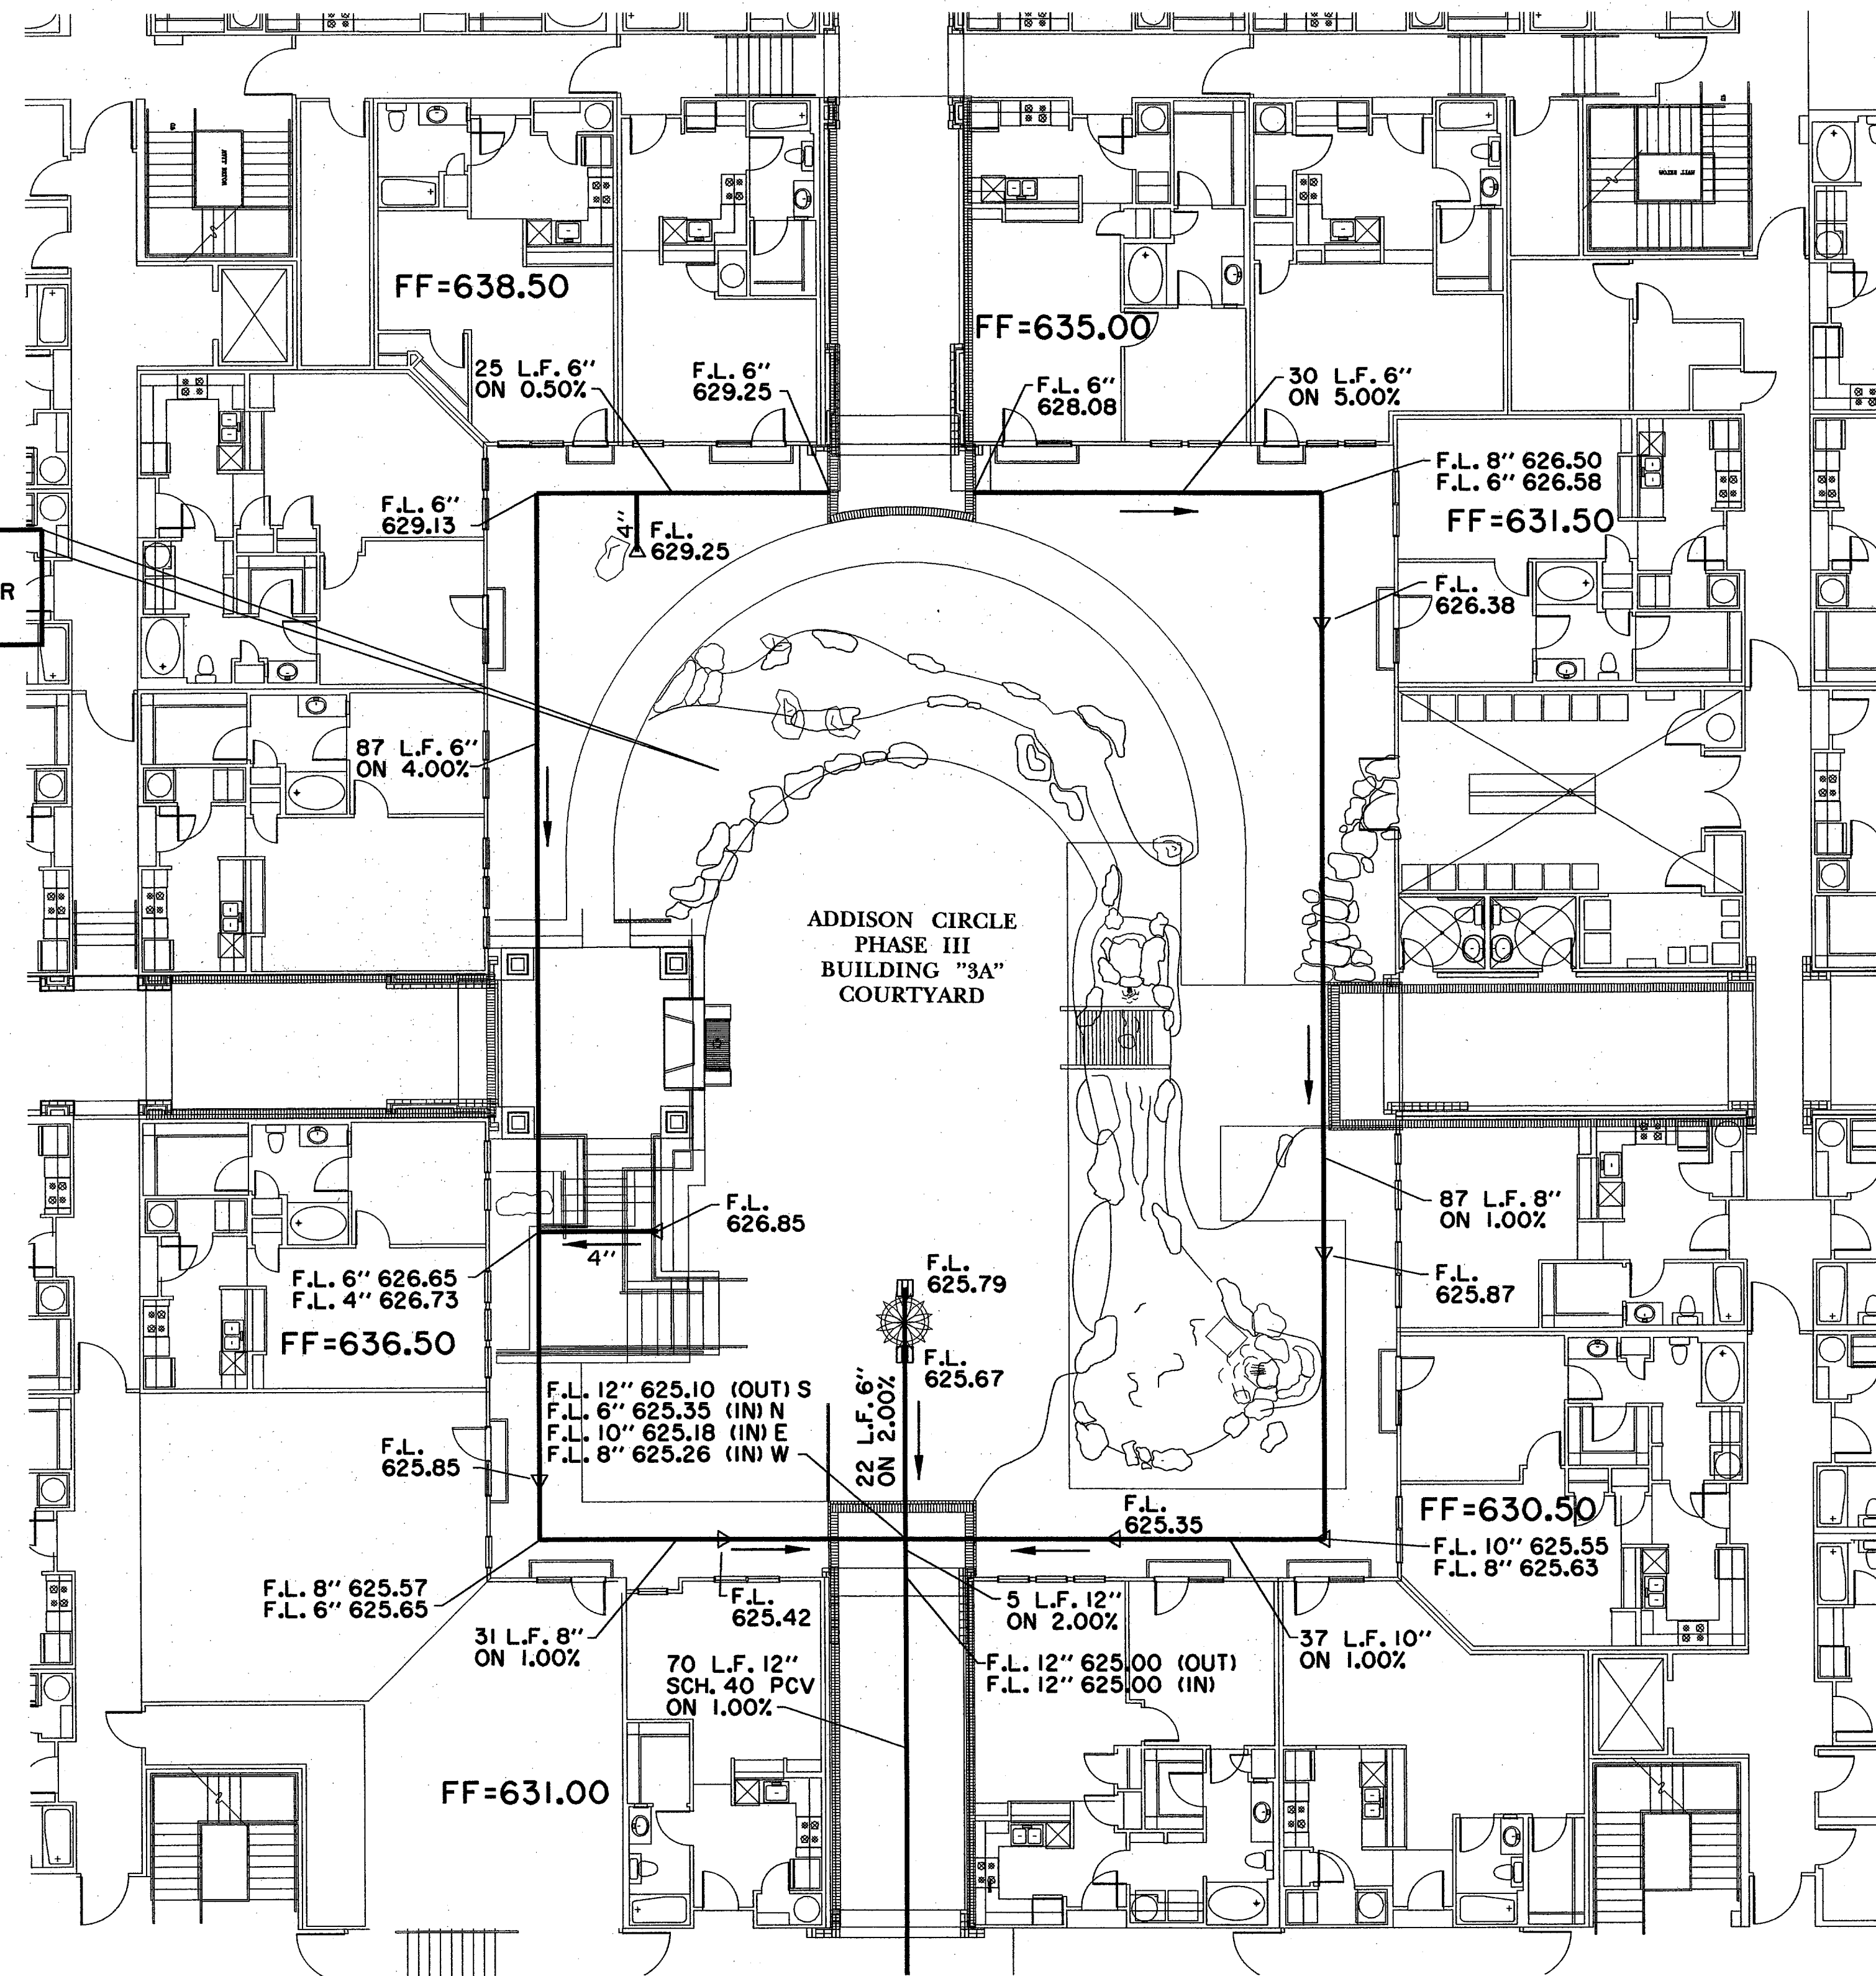 FF=638.50
FF=635.00
25 L.F. 6"
ON 0.50%
F.L. 6"
629.25
F.L. 6"
628.08
30 L.F. 6"
ON 5.00%
F.L. 8" 626.50
F.L. 6" 626.58
FF=631.50
F.L. 6"
629.13
4"
F.L.
629.25
R
F.L.
626.38
87 L.F. 6"
ON 4.00%
ADDISON CIRCLE
PHASE III
BUILDING "3A"
COURTYARD
87 L.F. 8"
ON 1.00%
F.L.
626.85
4"
F.L. 6" 626.65
F.L. 4" 626.73
FF=636.50
F.L.
625.79
F.L.
625.87
F.L.
625.67
22 L.F. 6"
ON 2.00%
F.L. 12" 625.10 (OUT) S
F.L. 6" 625.35 (IN) N
F.L. 10" 625.18 (IN) E
F.L. 8" 625.26 (IN) W
F.L.
625.85
F.L.
625.35
FF=630.50
F.L. 10" 625.55
F.L. 8" 625.63
F.L. 8" 625.57
F.L. 6" 625.65
F.L.
625.42
5 L.F. 12"
ON 2.00%
31 L.F. 8"
ON 1.00%
37 L.F. 10"
ON 1.00%
70 L.F. 12"
SCH. 40 PCV
ON 1.00%
F.L. 12" 625.00 (OUT)
F.L. 12" 625.00 (IN)
FF=631.00